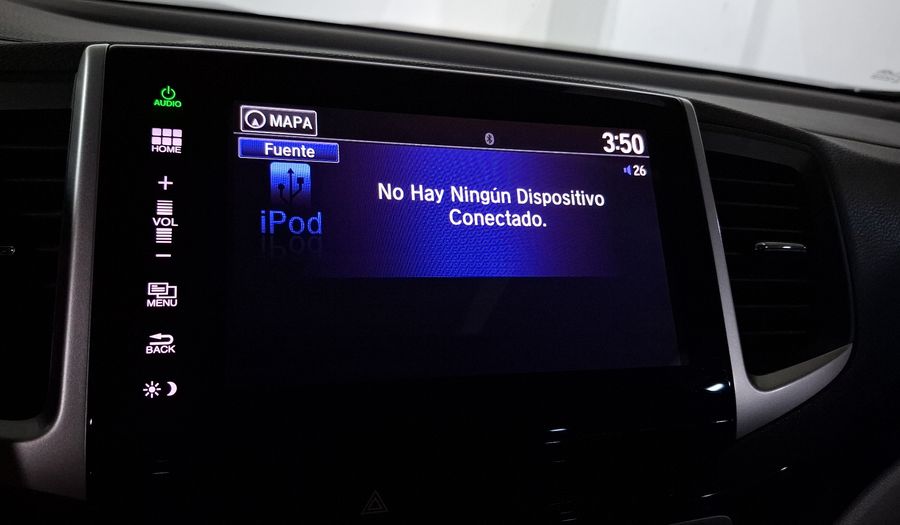 AUDIO
HOME
+
VOL
−
MENU
BACK
MAPA
3:50
Fuente
26
iPod
No Hay Ningún Dispositivo
Conectado.